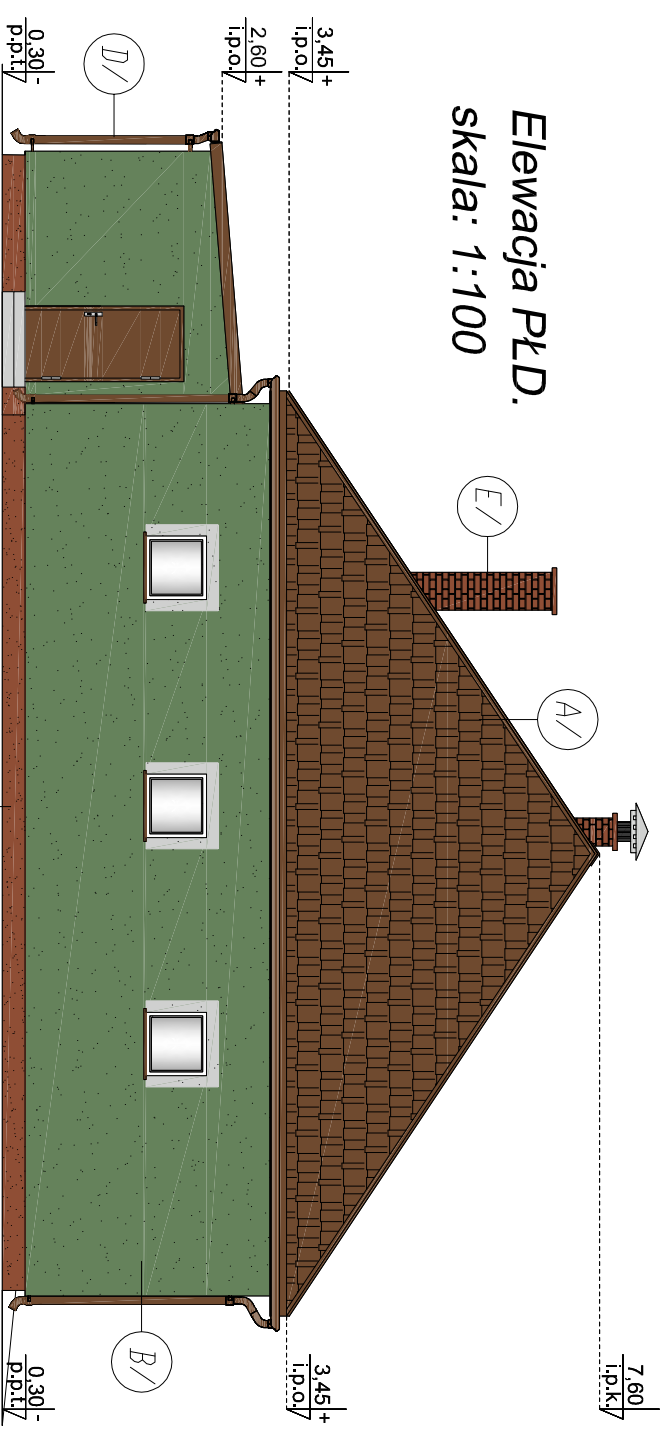 Elewacja PŁD.
skala: 1:100
7,60
i.p.k.
3,45 +
i.p.o.
2,60 +
i.p.o.
0,30 -
p.p.t.
3,45 +
i.p.o.
0,30 -
p.p.t.
A/
E/
D/
B/